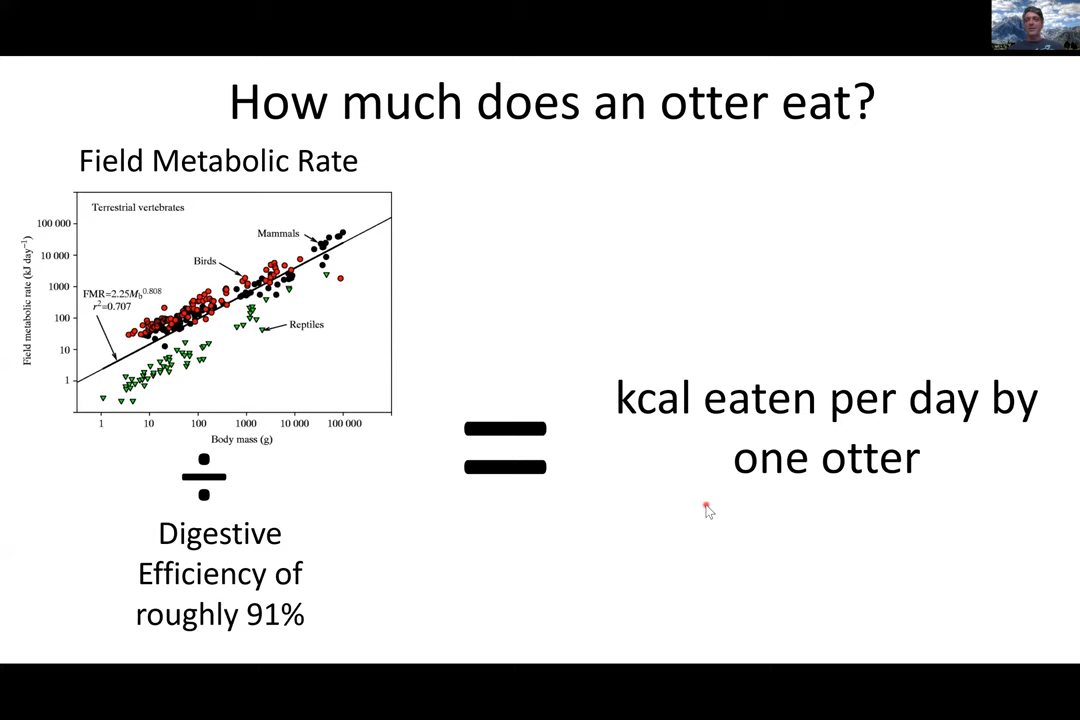 How much does an otter eat?
Field Metabolic Rate
Terrestrial vertebrates
100 000
10 000
1000
100
10
1
Field metabolic rate (kJ day⁻¹)
Mammals
Birds
FMR=2.25Mb^0.808
r²=0.707
Reptiles
1 10 100 1000 10 000 100 000
Body mass (g)
÷
Digestive
Efficiency of
roughly 91%
=
kcal eaten per day by
one otter